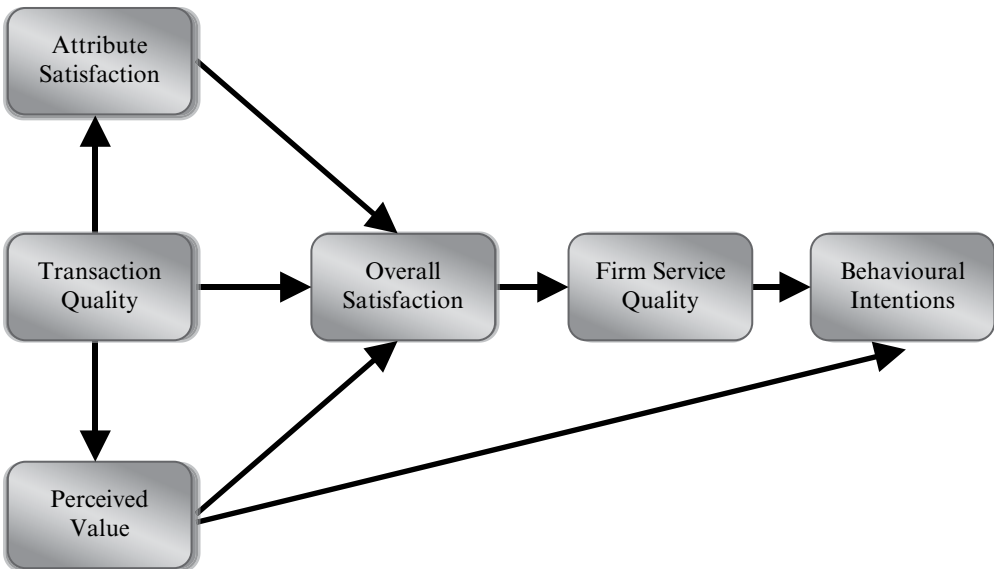 Attribute
Satisfaction
Transaction
Quality
Overall
Satisfaction
Firm Service
Quality
Behavioural
Intentions
Perceived
Value